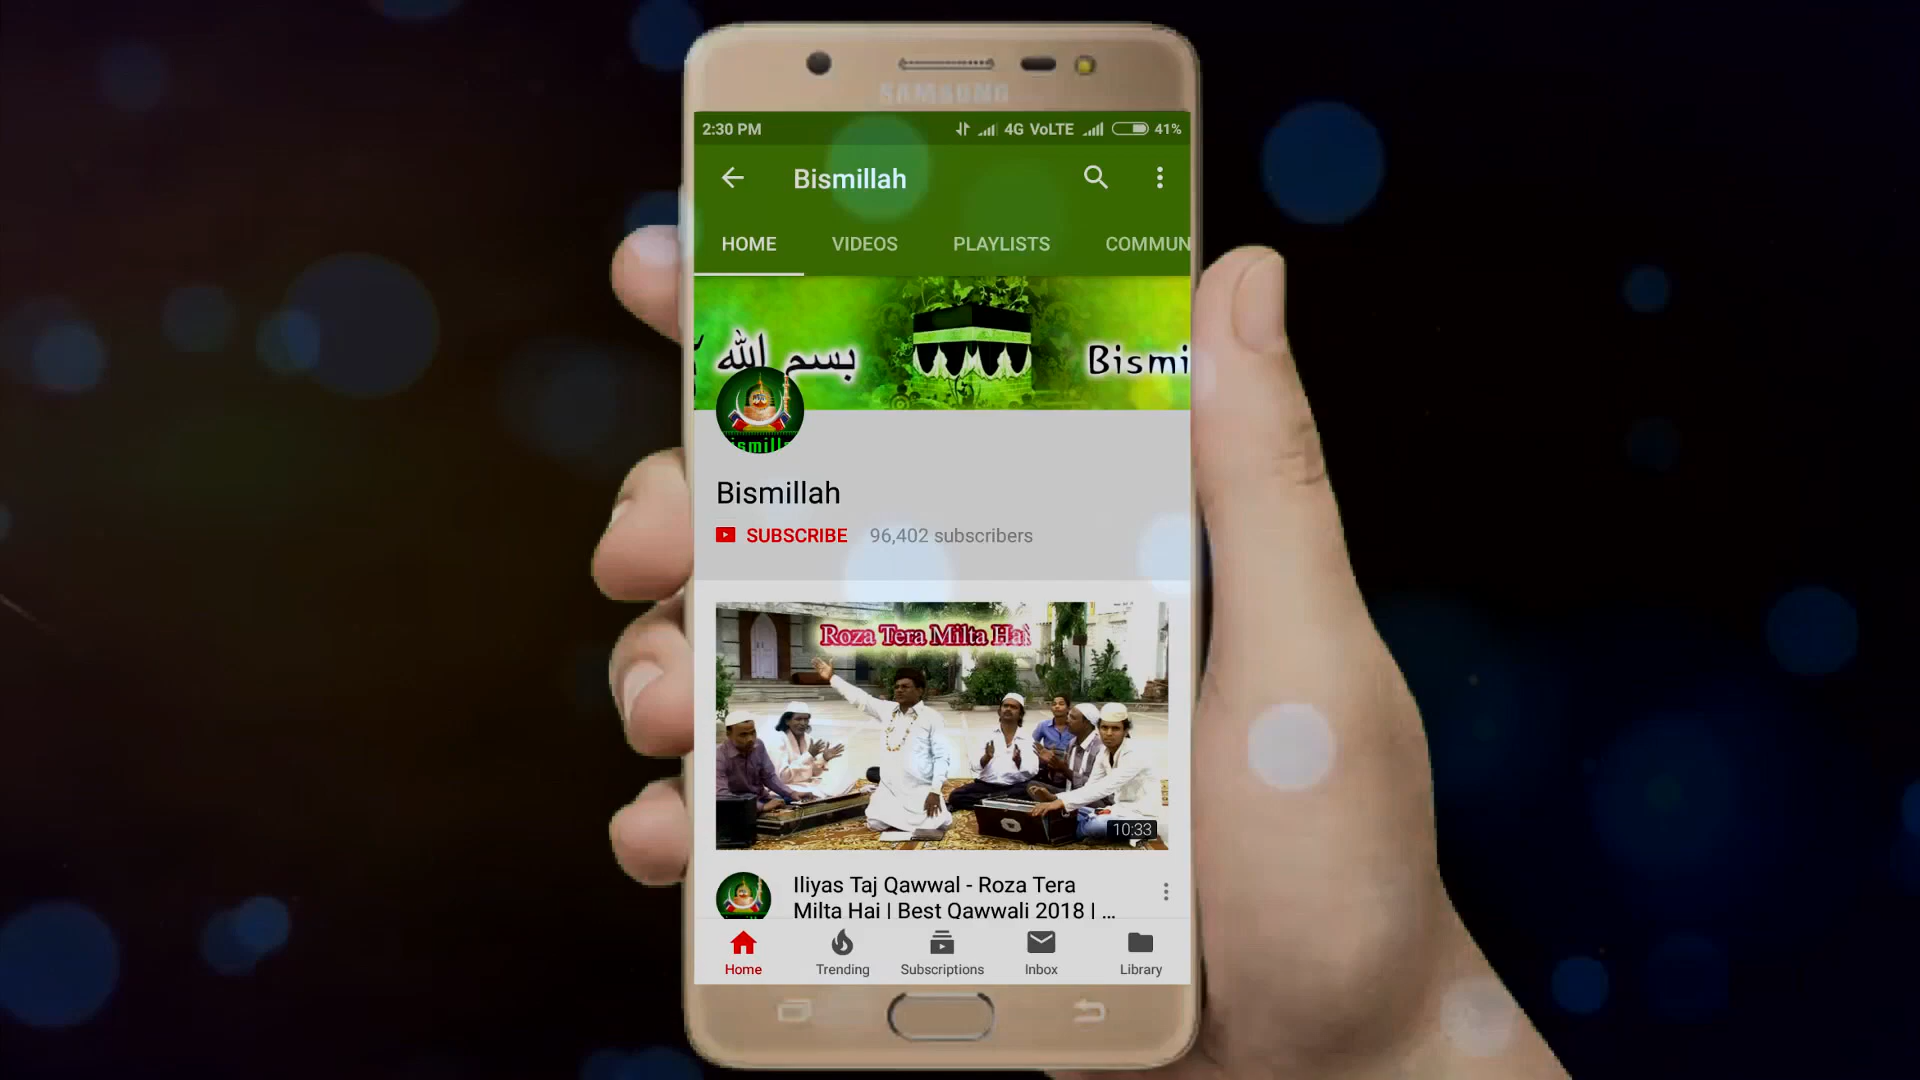 SAMSUNG
2:30 PM 4G VoLTE 41%
Bismillah
HOME VIDEOS PLAYLISTS COMMUN
بسم الله
Bismi
Bismillah
SUBSCRIBE 96,402 subscribers
Roza Tera Milta Hai
10:33
Iliyas Taj Qawwal - Roza Tera
Milta Hai | Best Qawwali 2018 | ...
Home Trending Subscriptions Inbox Library